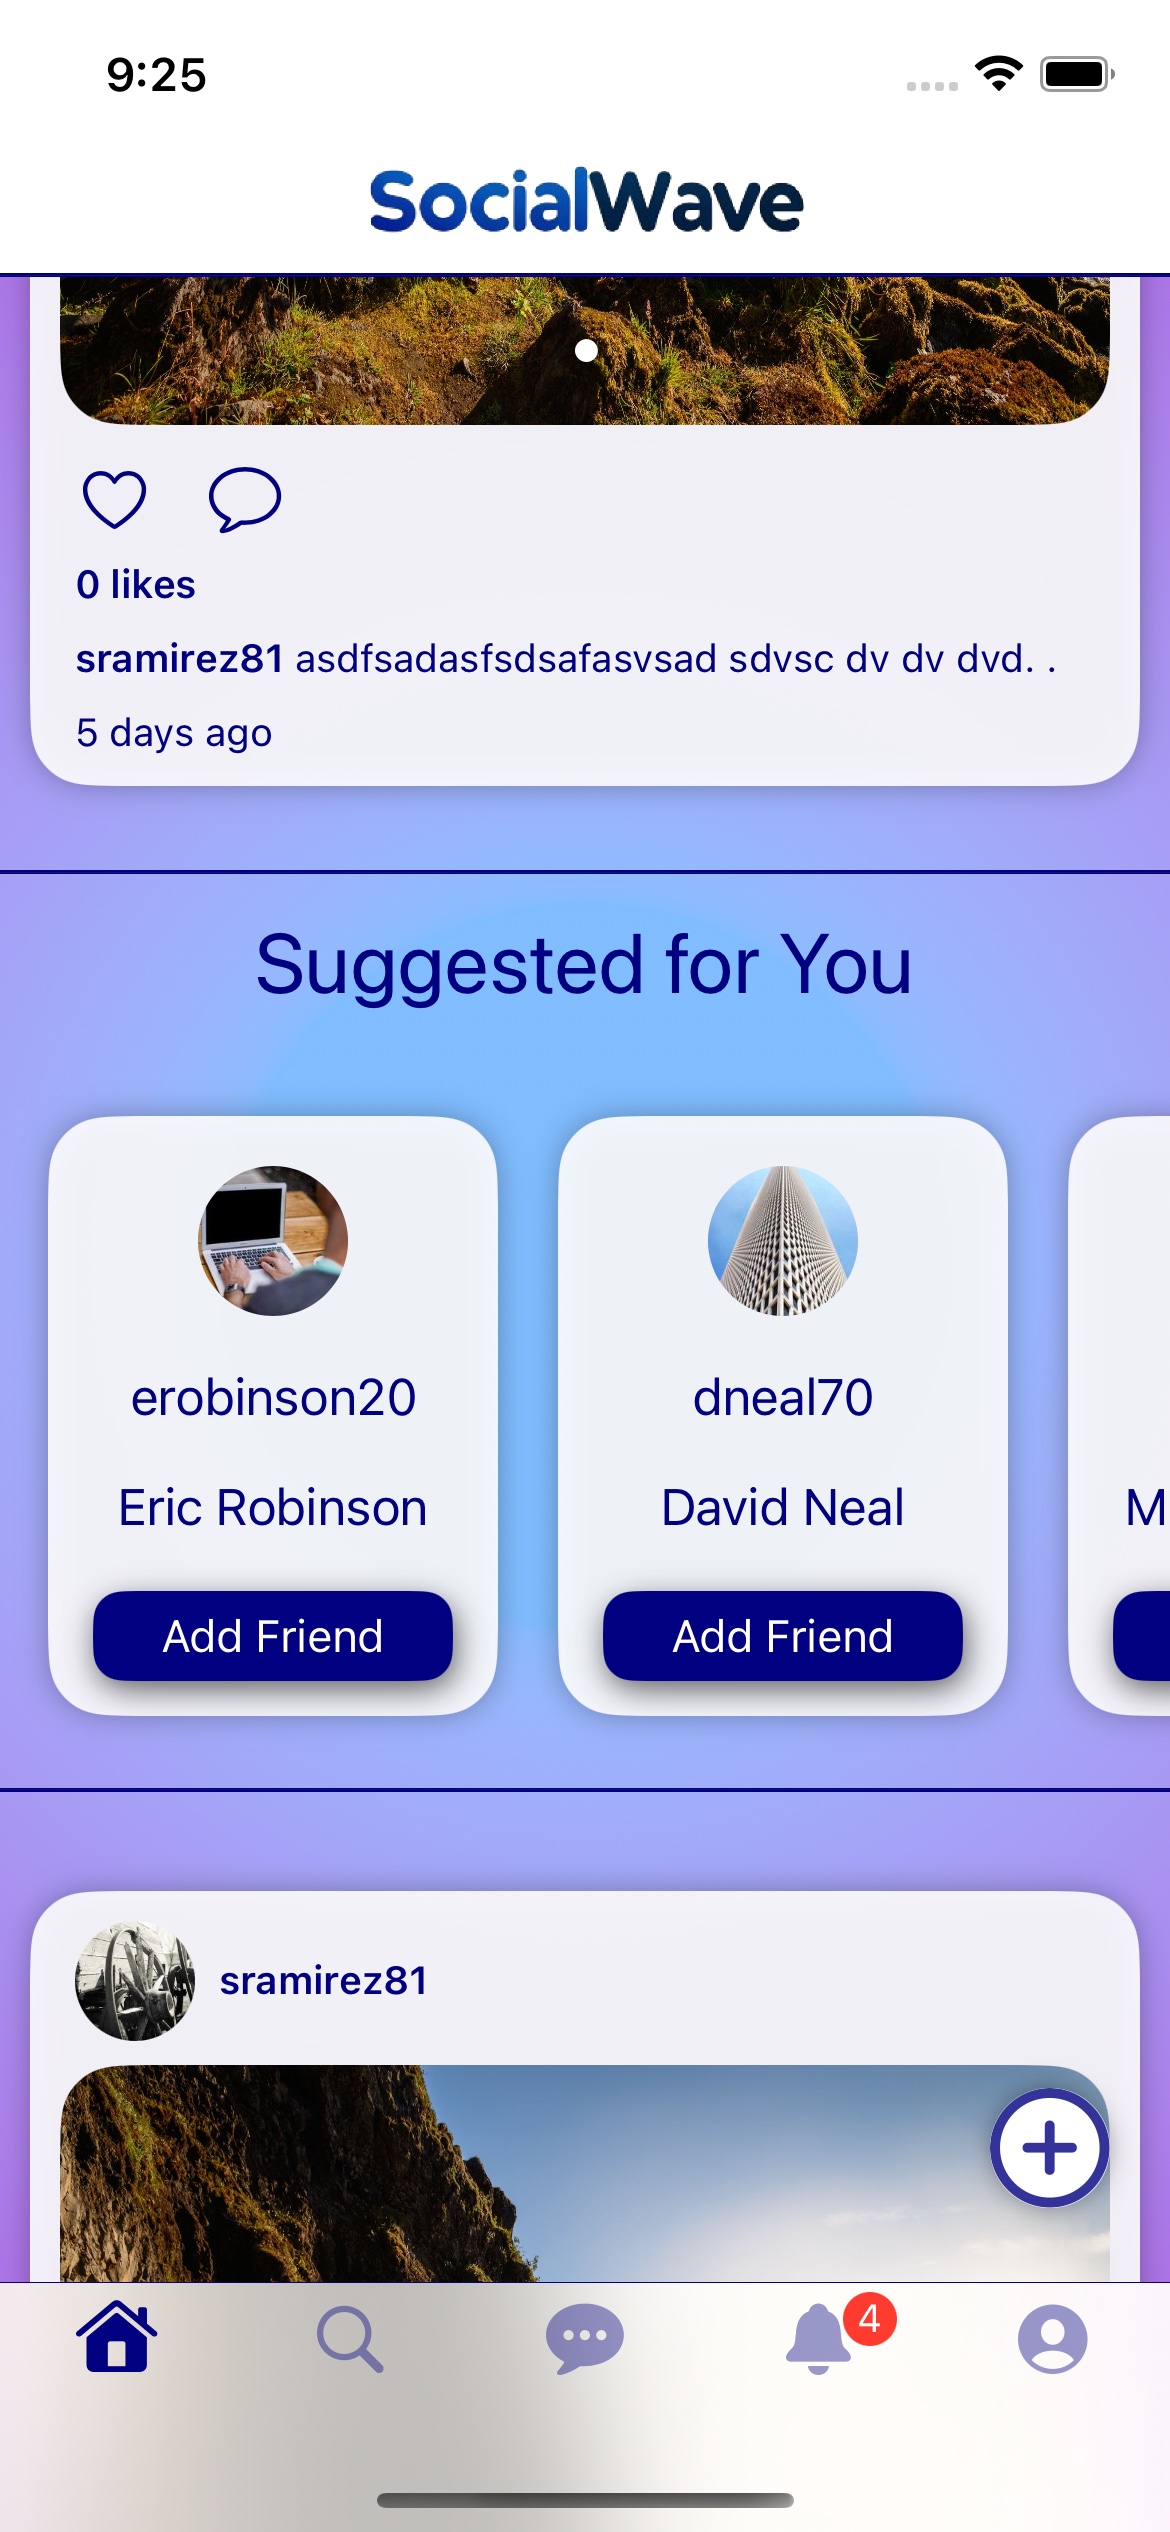 9:25
SocialWave
0 likes
sramirez81 asdfsadasfsdsafasvsad sdvsc dv dv dvd. .
5 days ago
Suggested for You
erobinson20
dneal70
Eric Robinson
David Neal
M
Add Friend
Add Friend
sramirez81
4